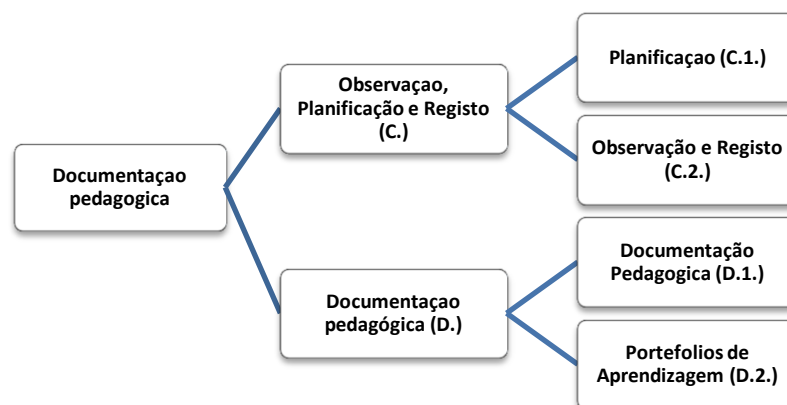 Documentaçao
pedagogica
Observaçao,
Planificação e Registo
(C.)
Planificaçao (C.1.)
Observação e Registo
(C.2.)
Documentaçao
pedagógica (D.)
Documentação
Pedagogica (D.1.)
Portefolios de
Aprendizagem (D.2.)